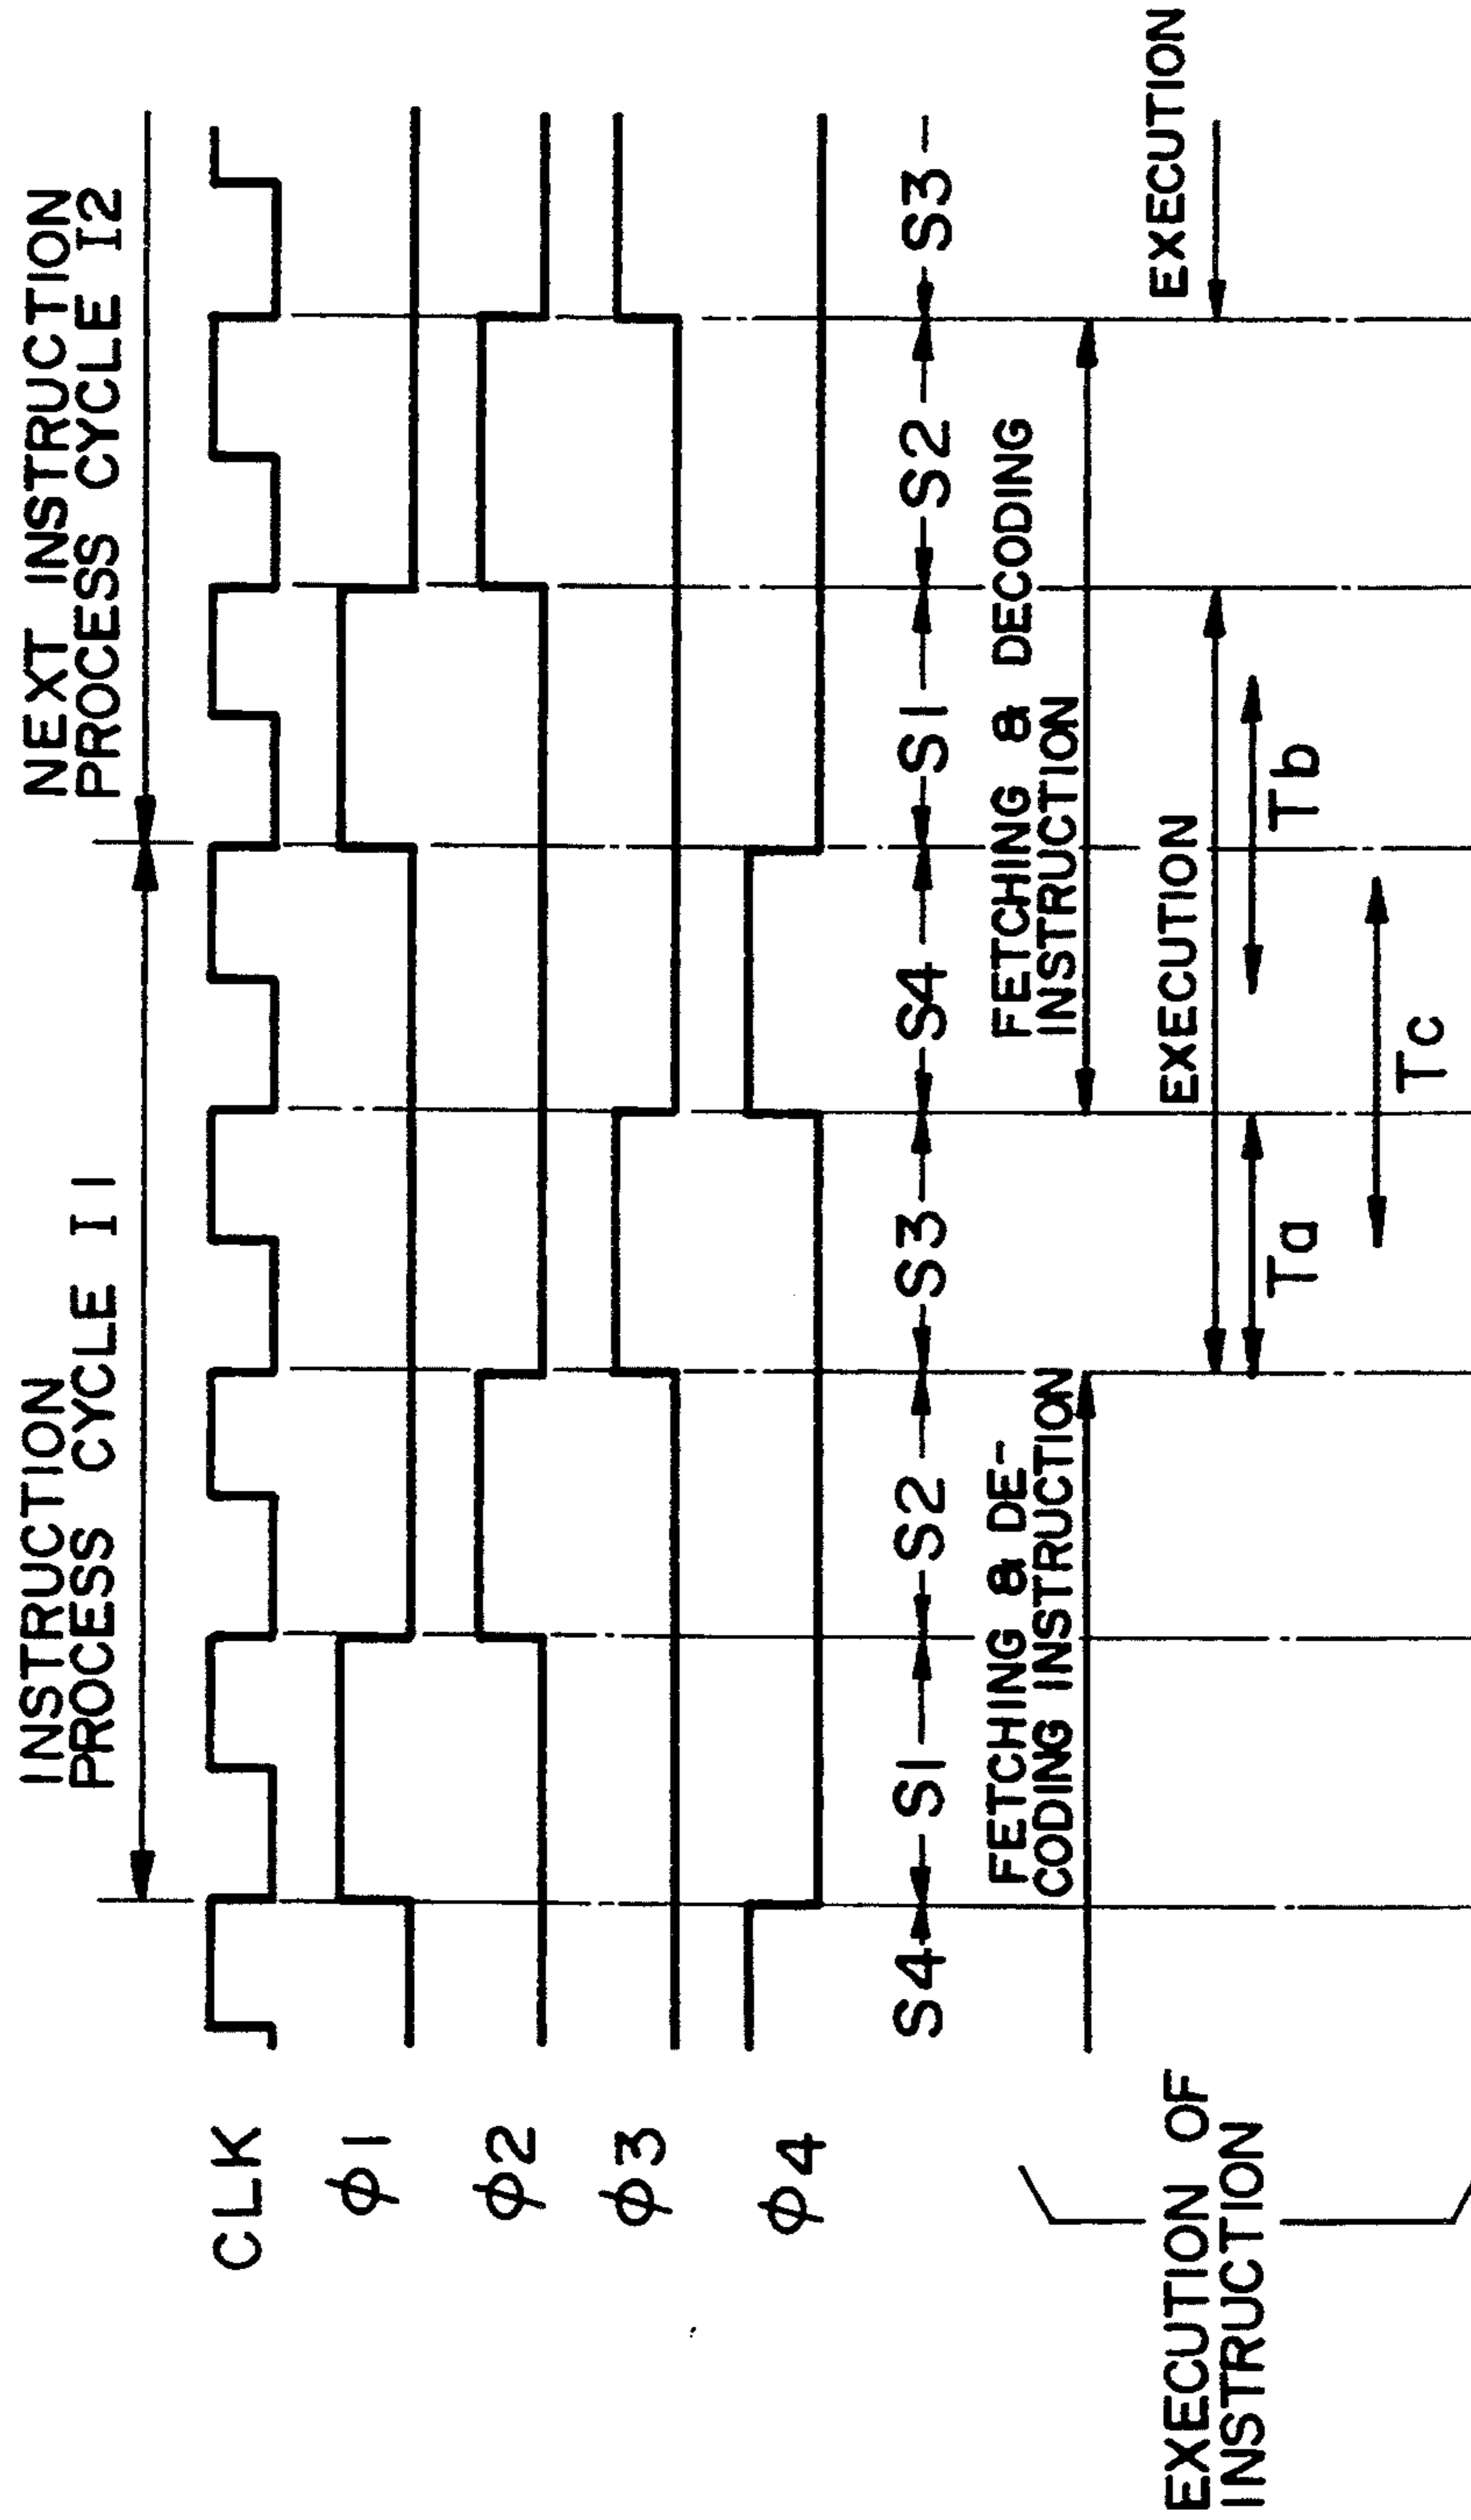 INSTRUCTION
PROCESS CYCLE I1
NEXT INSTRUCTION
PROCESS CYCLE I2
CLK
φ1
φ2
φ3
φ4
S4 S1 S2 S3 S4 S1 S2 S3
FETCHING & DE-
CODING INSTRUCTION
FETCHING & DECODING
INSTRUCTION
EXECUTION OF
INSTRUCTION
EXECUTION
EXECUTION
Ta
Tb
Tc